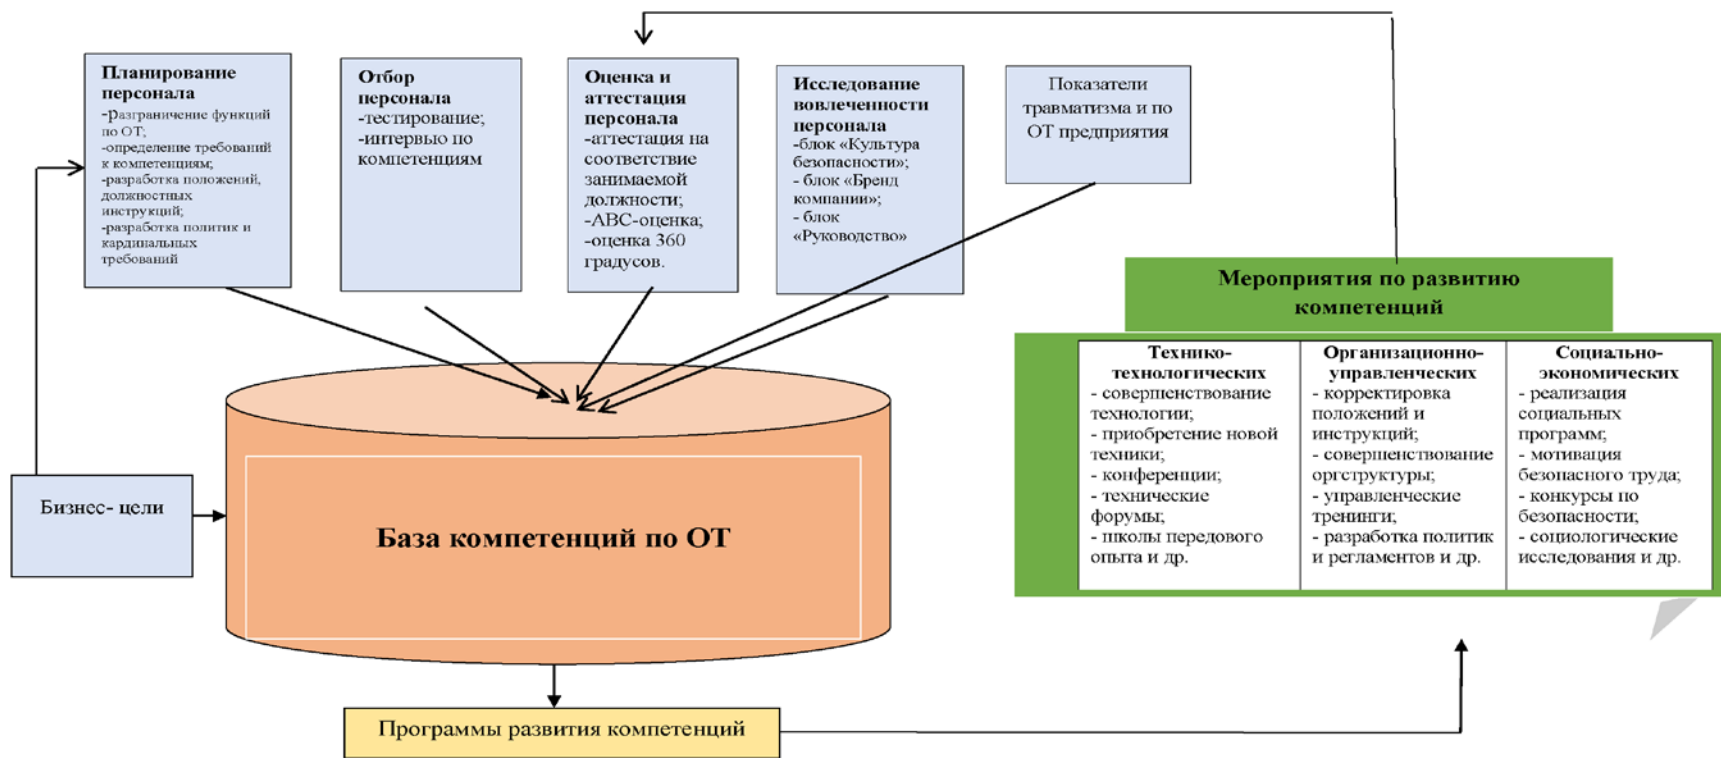 Планирование
персонала
-разграничение функций
по ОТ;
-определение требований
к компетенциям;
-разработка положений,
должностных
инструкций;
-разработка политик и
кардинальных
требований
Отбор
персонала
-тестирование;
-интервью по
компетенциям
Оценка и
аттестация
персонала
-аттестация на
соответствие
занимаемой
должности;
-АВС-оценка;
-оценка 360
градусов.
Исследование
вовлеченности
персонала
-блок «Культура
безопасности»;
- блок «Бренд
компании»;
- блок
«Руководство»
Показатели
травматизма и по
ОТ предприятия
Мероприятия по развитию
компетенций
Технико-
технологических
- совершенствование
технологии;
- приобретение новой
техники;
- конференции;
- технические
форумы;
- школы передового
опыта и др.
Организационно-
управленческих
- корректировка
положений и
инструкций;
- совершенствование
оргструктуры;
- управленческие
тренинги;
- разработка политик
и регламентов и др.
Социально-
экономических
- реализация
социальных
программ;
- мотивация
безопасного труда;
- конкурсы по
безопасности;
- социологические
исследования и др.
Бизнес- цели
База компетенций по ОТ
Программы развития компетенций